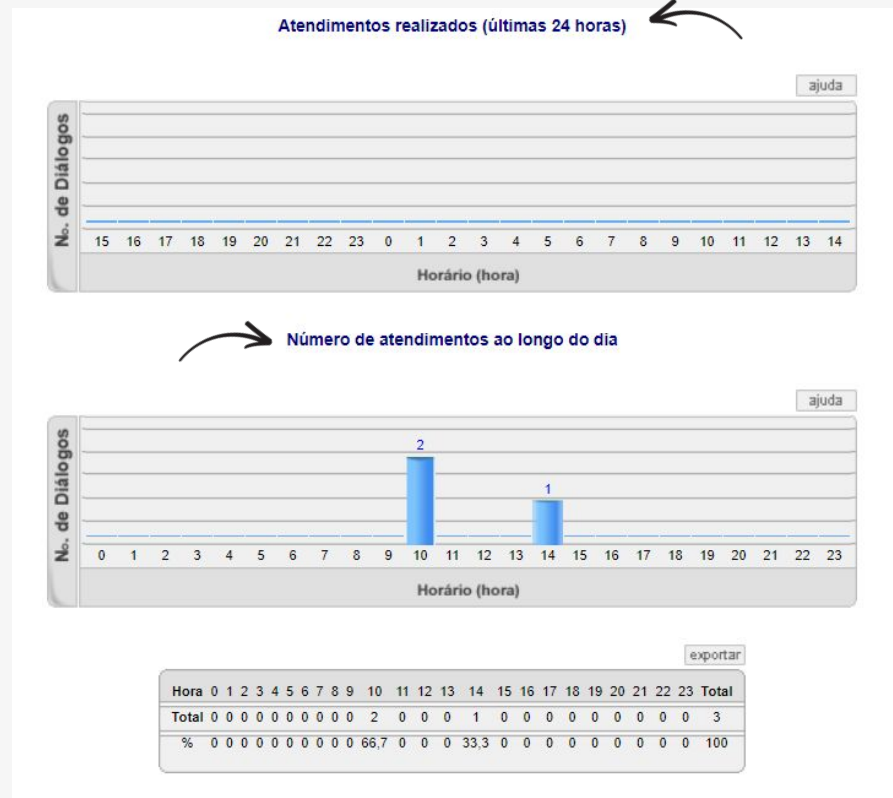 Atendimentos realizados (últimas 24 horas)
ajuda
No. de Diálogos
15 16 17 18 19 20 21 22 23 0 1 2 3 4 5 6 7 8 9 10 11 12 13 14
Horário (hora)
Número de atendimentos ao longo do dia
ajuda
No. de Diálogos
2
1
0 1 2 3 4 5 6 7 8 9 10 11 12 13 14 15 16 17 18 19 20 21 22 23
Horário (hora)
exportar
Hora 0 1 2 3 4 5 6 7 8 9 10 11 12 13 14 15 16 17 18 19 20 21 22 23 Total
Total 0 0 0 0 0 0 0 0 0 0 2 0 0 0 1 0 0 0 0 0 0 0 0 0 3
% 0 0 0 0 0 0 0 0 0 0 66,7 0 0 0 33,3 0 0 0 0 0 0 0 0 0 100